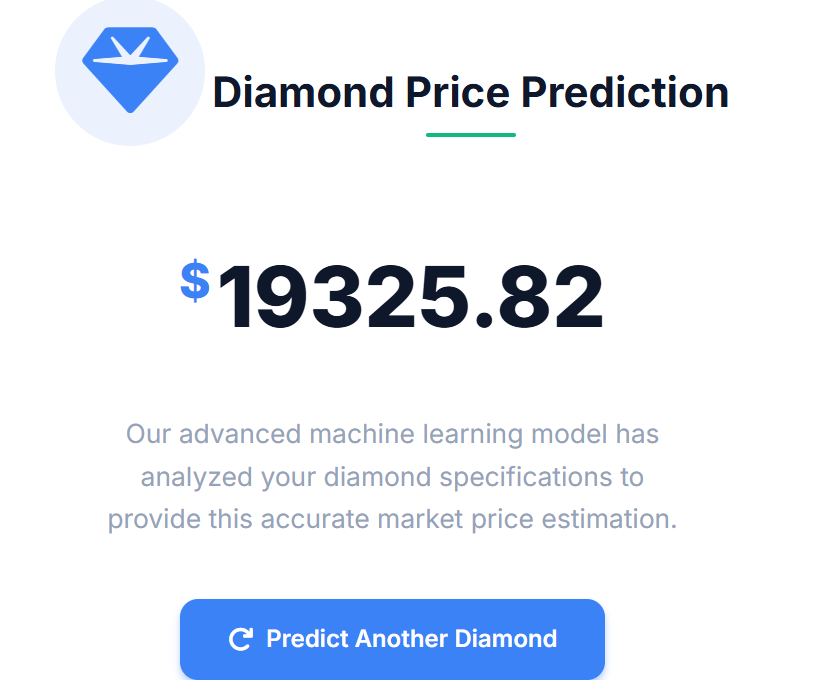 Diamond Price Prediction
$19325.82
Our advanced machine learning model has
analyzed your diamond specifications to
provide this accurate market price estimation.
Predict Another Diamond